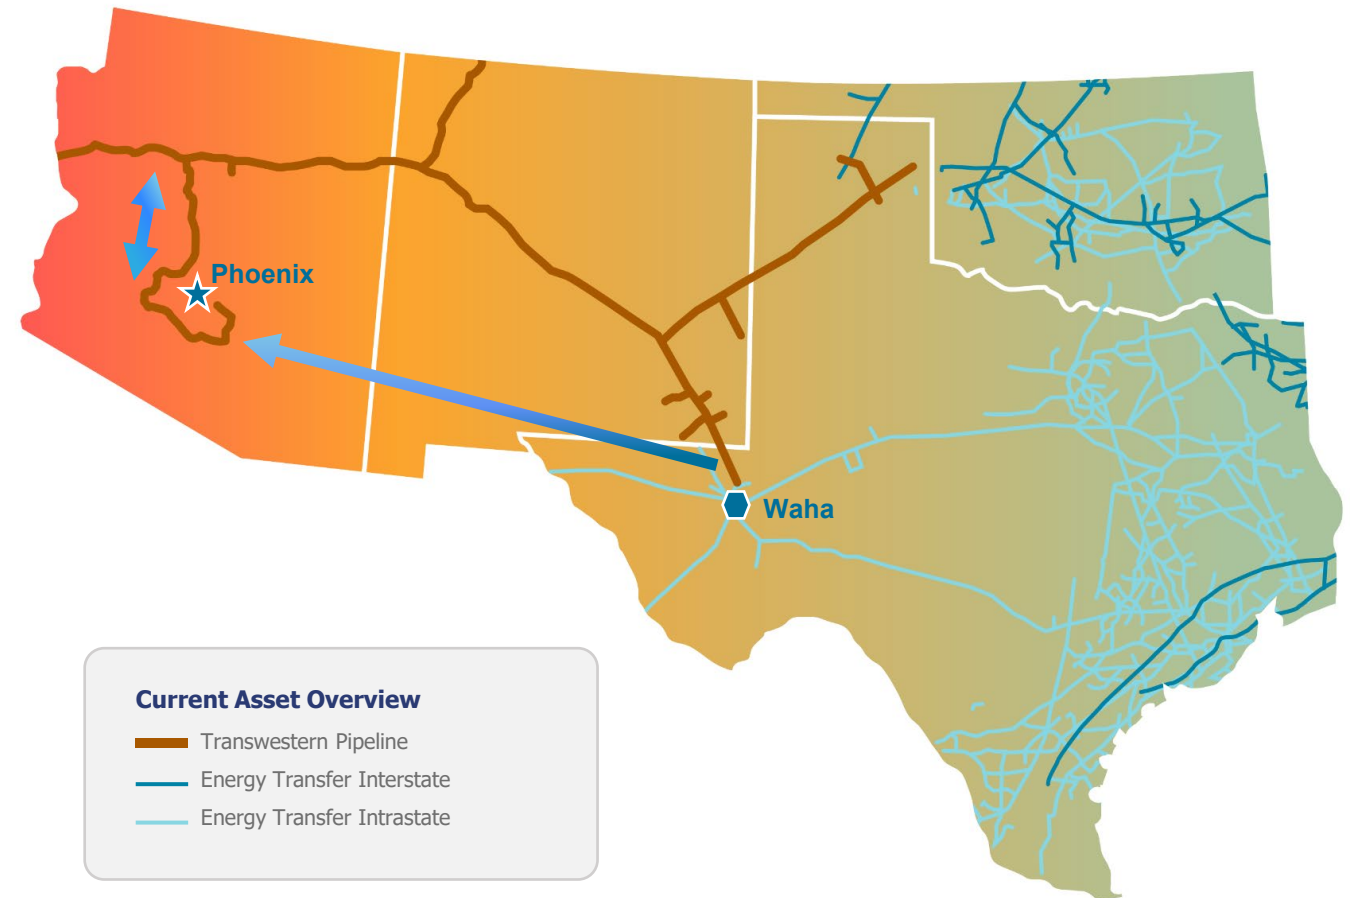 Phoenix
Waha
Current Asset Overview
Transwestern Pipeline
Energy Transfer Interstate
Energy Transfer Intrastate